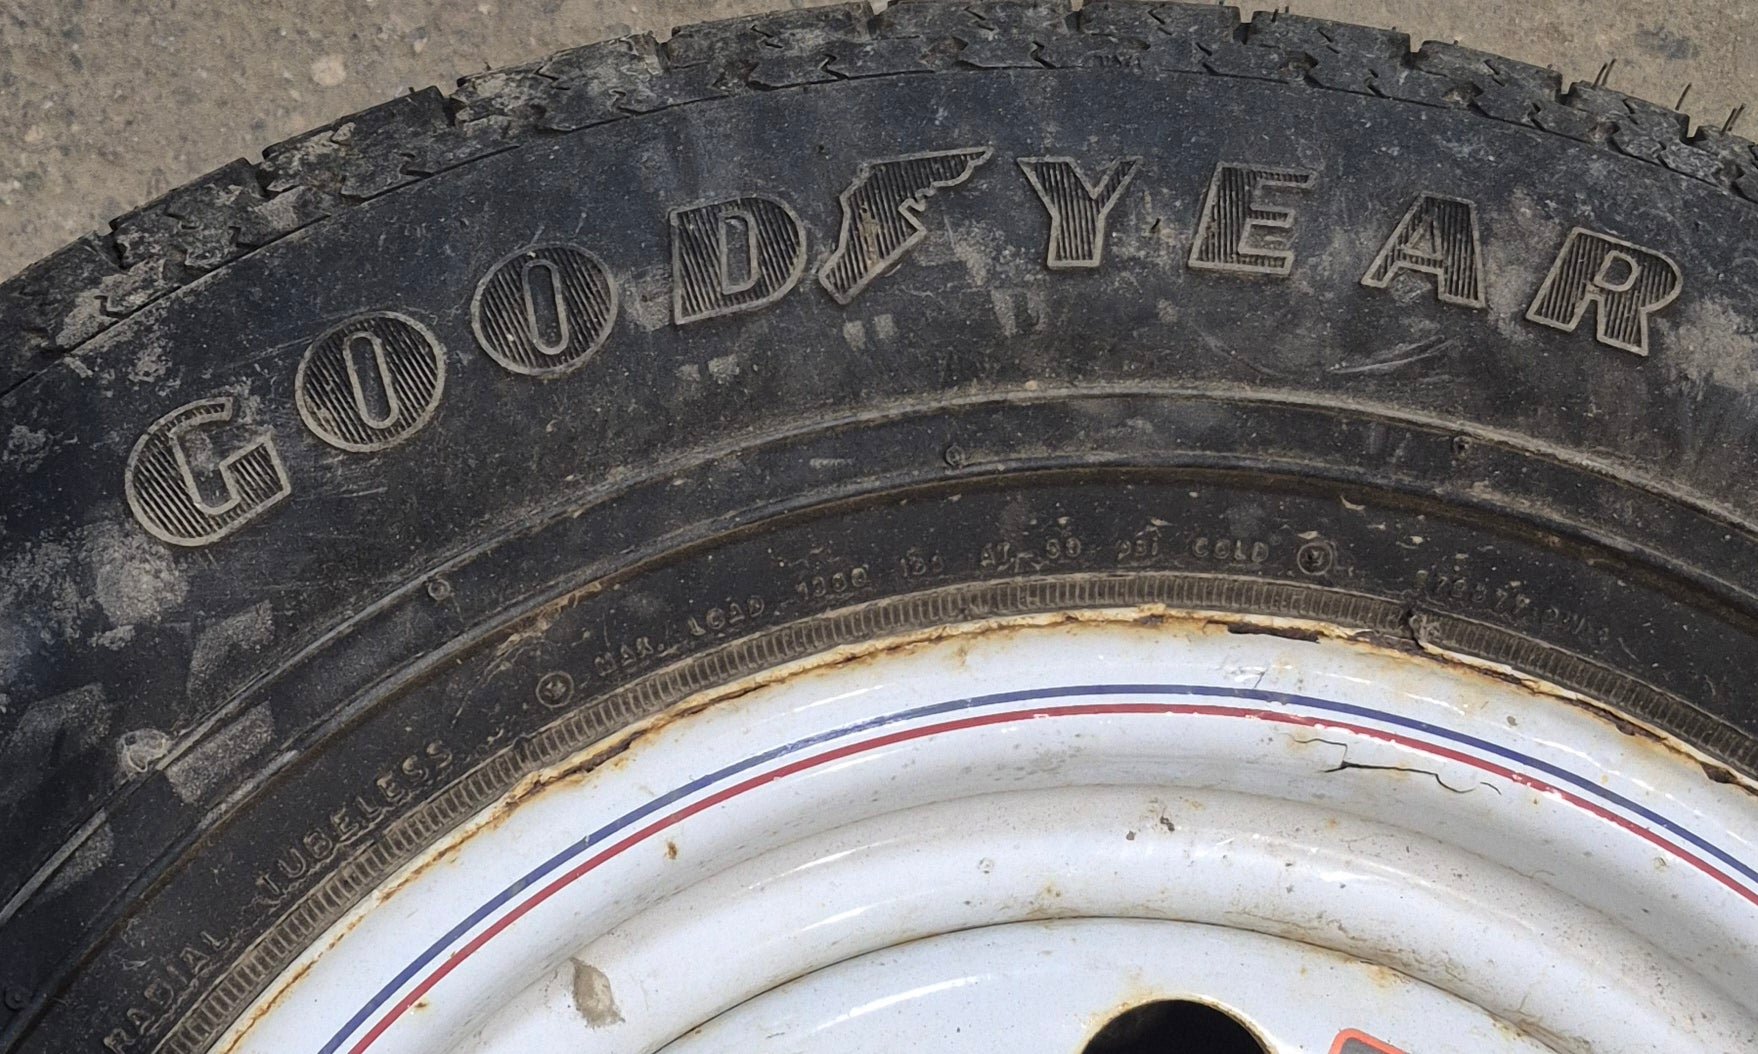 GOODYEAR
RADIAL TUBELESS MAX. LOAD AT PSI COLD